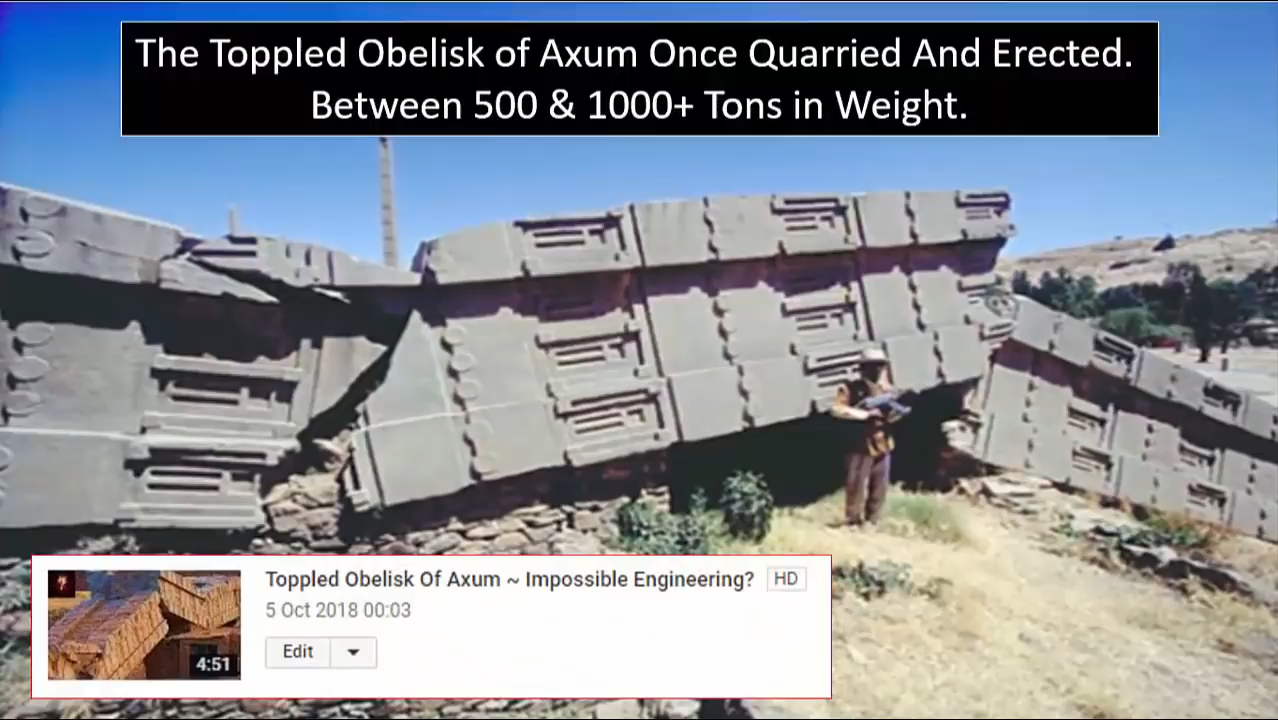 The Toppled Obelisk of Axum Once Quarried And Erected.
Between 500 & 1000+ Tons in Weight.
Toppled Obelisk Of Axum ~ Impossible Engineering? HD
5 Oct 2018 00:03
Edit
4:51